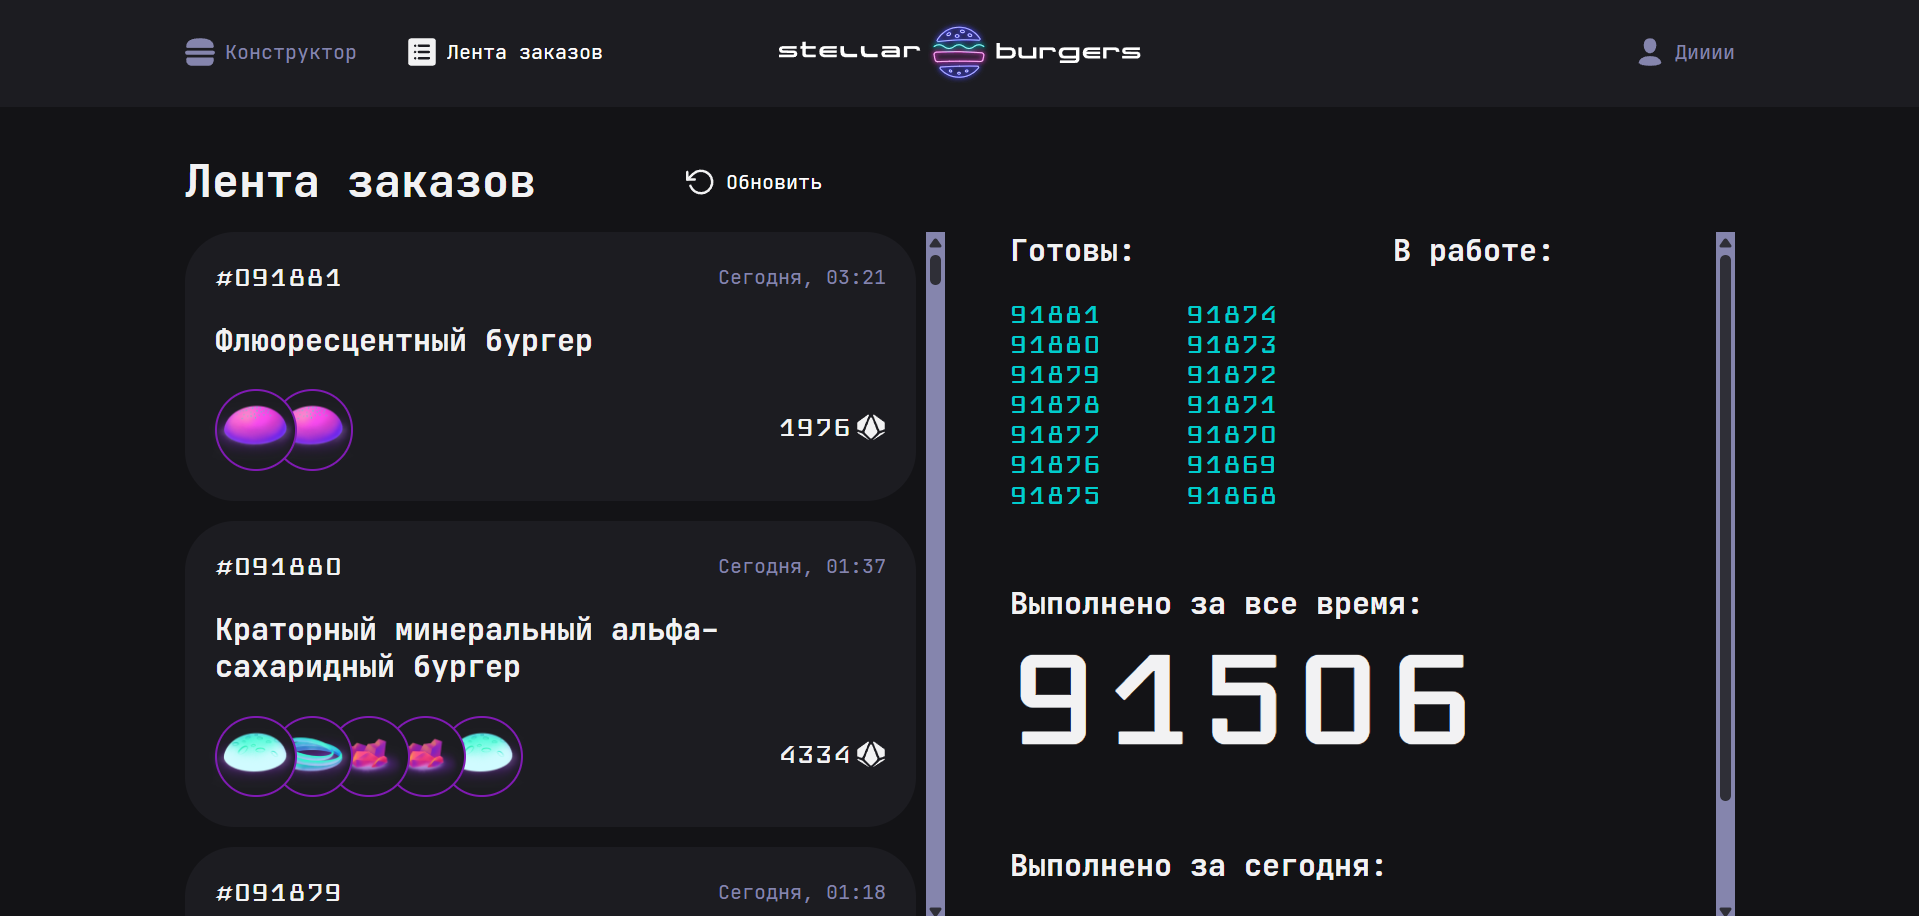 Конструктор
Лента заказов
stellar burgers
Дииии
Лента заказов
Обновить
#091881
Сегодня, 03:21
Флюоресцентный бургер
1976
#091880
Сегодня, 01:37
Краторный минеральный альфа-
сахаридный бургер
4334
#091879
Сегодня, 01:18
Готовы:
91881
91880
91879
91878
91877
91876
91875
91874
91873
91872
91871
91870
91869
91868
В работе:
Выполнено за все время:
91506
Выполнено за сегодня: